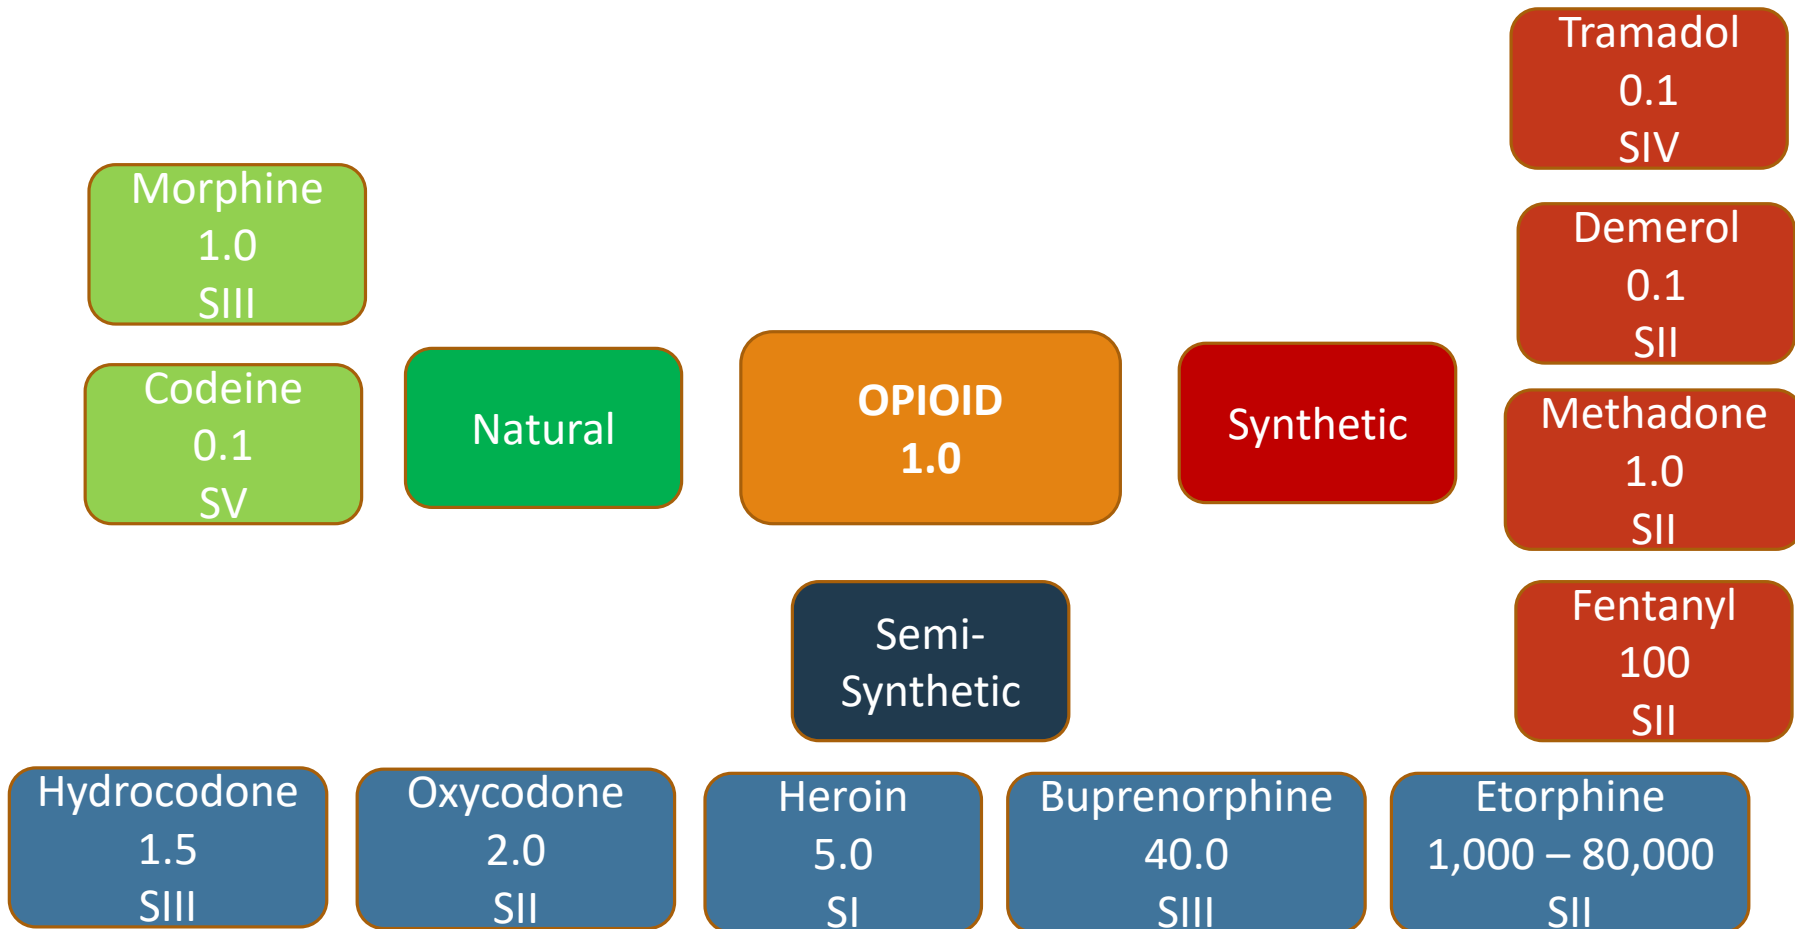 Tramadol
0.1
SIV
Morphine
1.0
SIII
Demerol
0.1
SII
Codeine
0.1
SV
Natural
OPIOID
1.0
Synthetic
Methadone
1.0
SII
Semi-
Synthetic
Fentanyl
100
SII
Hydrocodone
1.5
SIII
Oxycodone
2.0
SII
Heroin
5.0
SI
Buprenorphine
40.0
SIII
Etorphine
1,000 – 80,000
SII